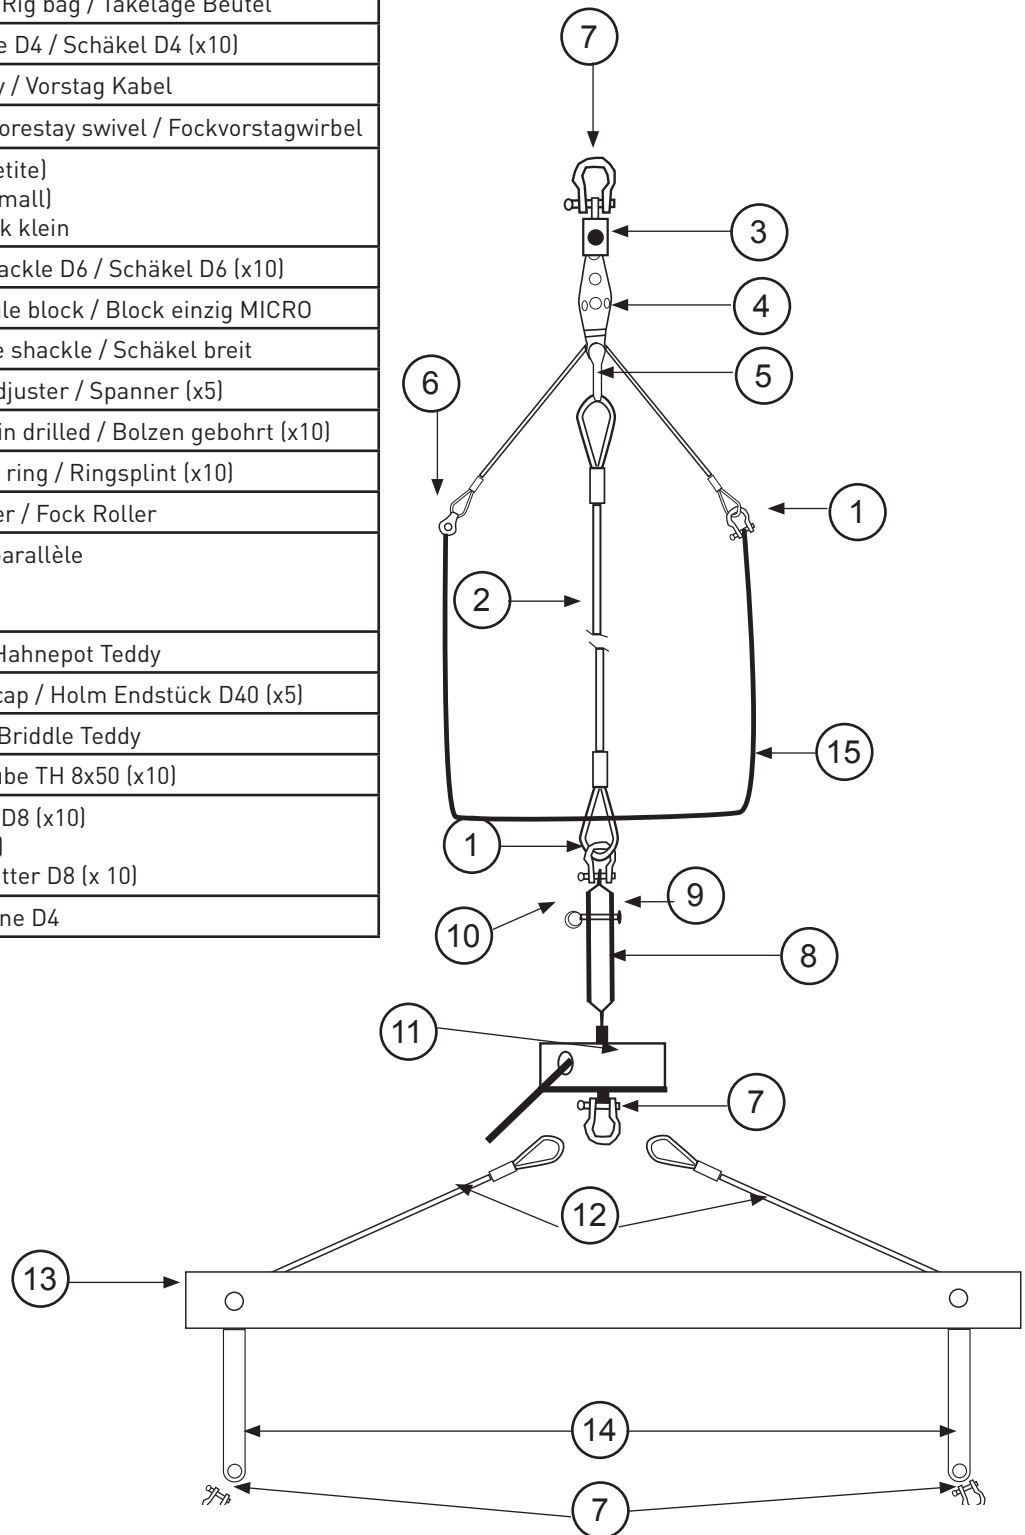 Rig bag / Takelage Beutel
e D4 / Schäkel D4 (x10)
y / Vorstag Kabel
orestay swivel / Fockvorstagwirbel
etite)
mall)
k klein
ackle D6 / Schäkel D6 (x10)
le block / Block einzig MICRO
e shackle / Schäkel breit
djuster / Spanner (x5)
in drilled / Bolzen gebohrt (x10)
ring / Ringsplint (x10)
er / Fock Roller
parallèle
Hahnepot Teddy
cap / Holm Endstück D40 (x5)
Briddle Teddy
ube TH 8x50 (x10)
D8 (x10)
)
tter D8 (x 10)
ne D4
7
3
4
5
6
1
2
15
1
9
10
8
11
7
12
13
14
7